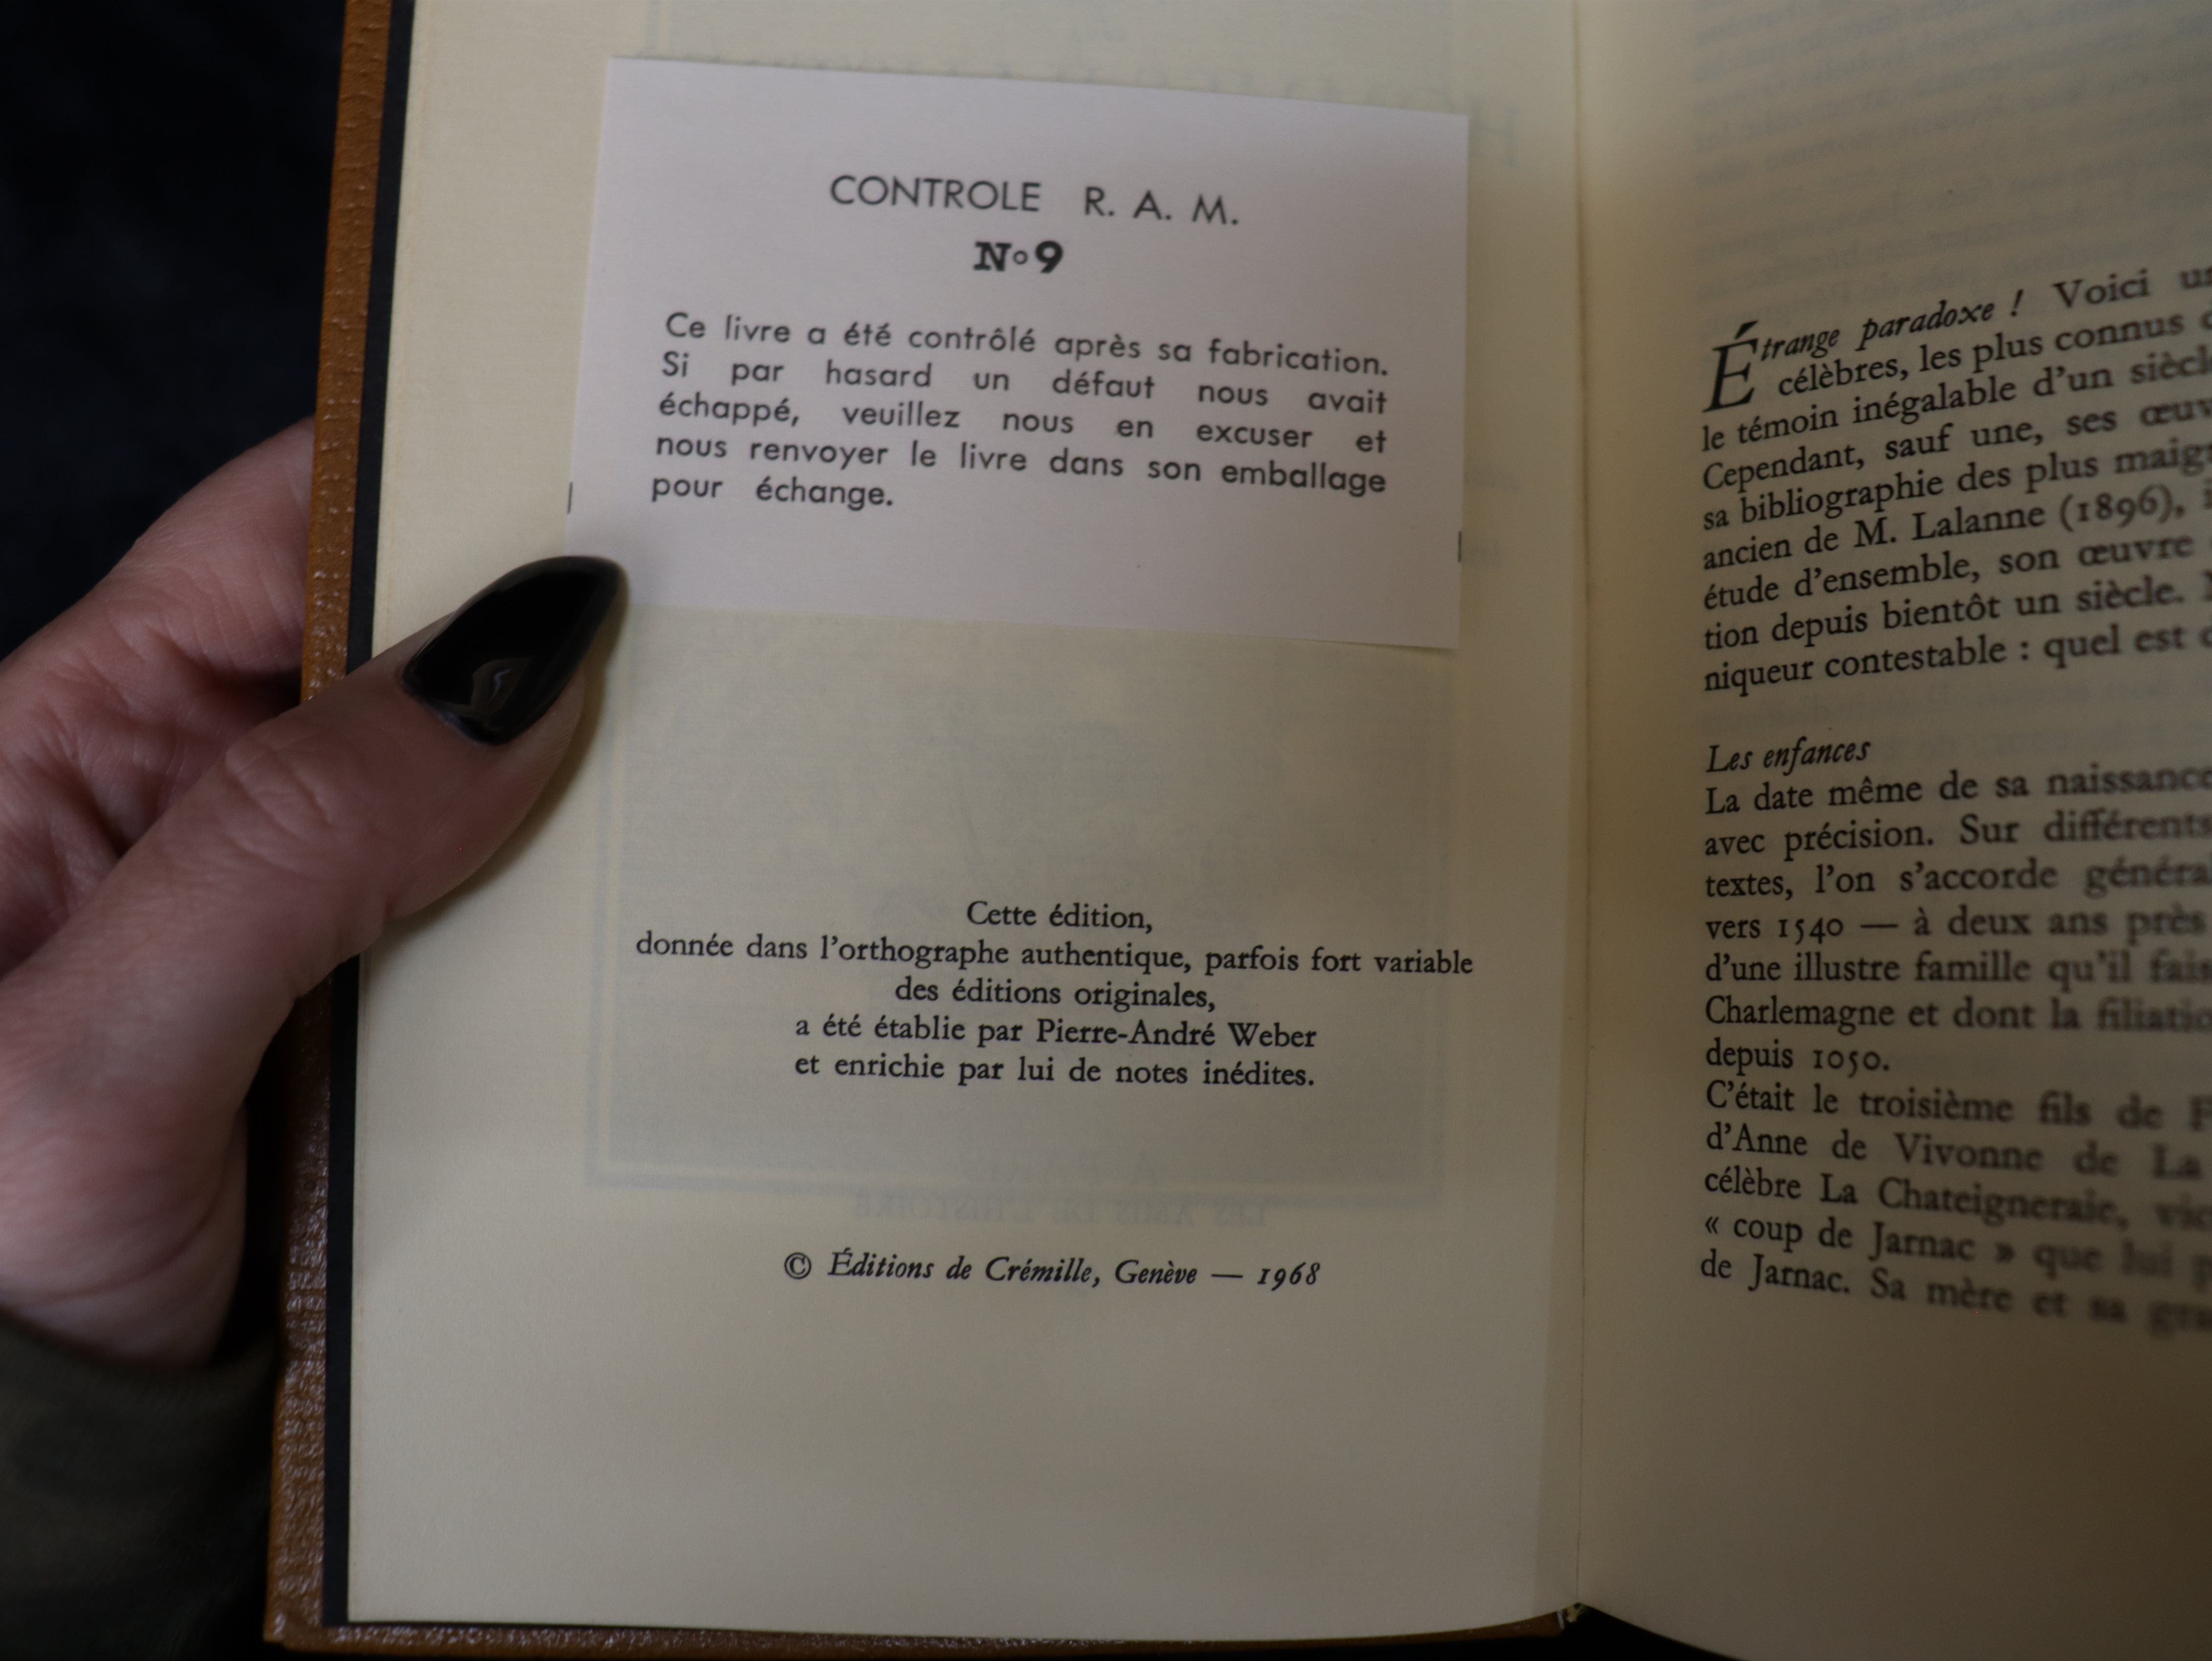 CONTROLE R. A. M.
No 9
Ce livre a été contrôlé après sa fabrication.
Si par hasard un défaut nous avait
échappé, veuillez nous en excuser et
nous renvoyer le livre dans son emballage
pour échange.
Cette édition,
donnée dans l'orthographe authentique, parfois fort variable
des éditions originales,
a été établie par Pierre-André Weber
et enrichie par lui de notes inédites.
LES AMIS DE L'HISTOIRE
© Éditions de Crémille, Genève — 1968
Étrange paradoxe ! Voici
célèbres, les plus connus
le témoin inégalable d'un
Cependant, sauf une, ses
sa bibliographie des plus
ancien de M. Lalanne (1896),
étude d'ensemble, son œuvre
tion depuis bientôt un siècle.
niqueur contestable : quel est
Les enfances
La date même de sa naissance
avec précision. Sur différents
textes, l'on s'accorde
vers 1540 — à deux ans près
d'une illustre famille qu'il
Charlemagne et dont la
depuis 1050.
C'était le troisième fils de
d'Anne de Vivonne de La
célèbre La Chateigneraie,
« coup de Jarnac » que lui
de Jarnac. Sa mère et sa